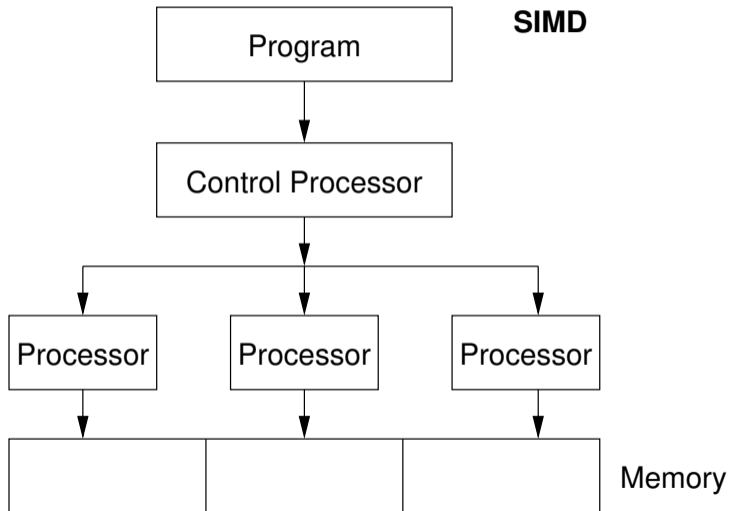 SIMD
Program
Control Processor
Processor
Processor
Processor
Memory